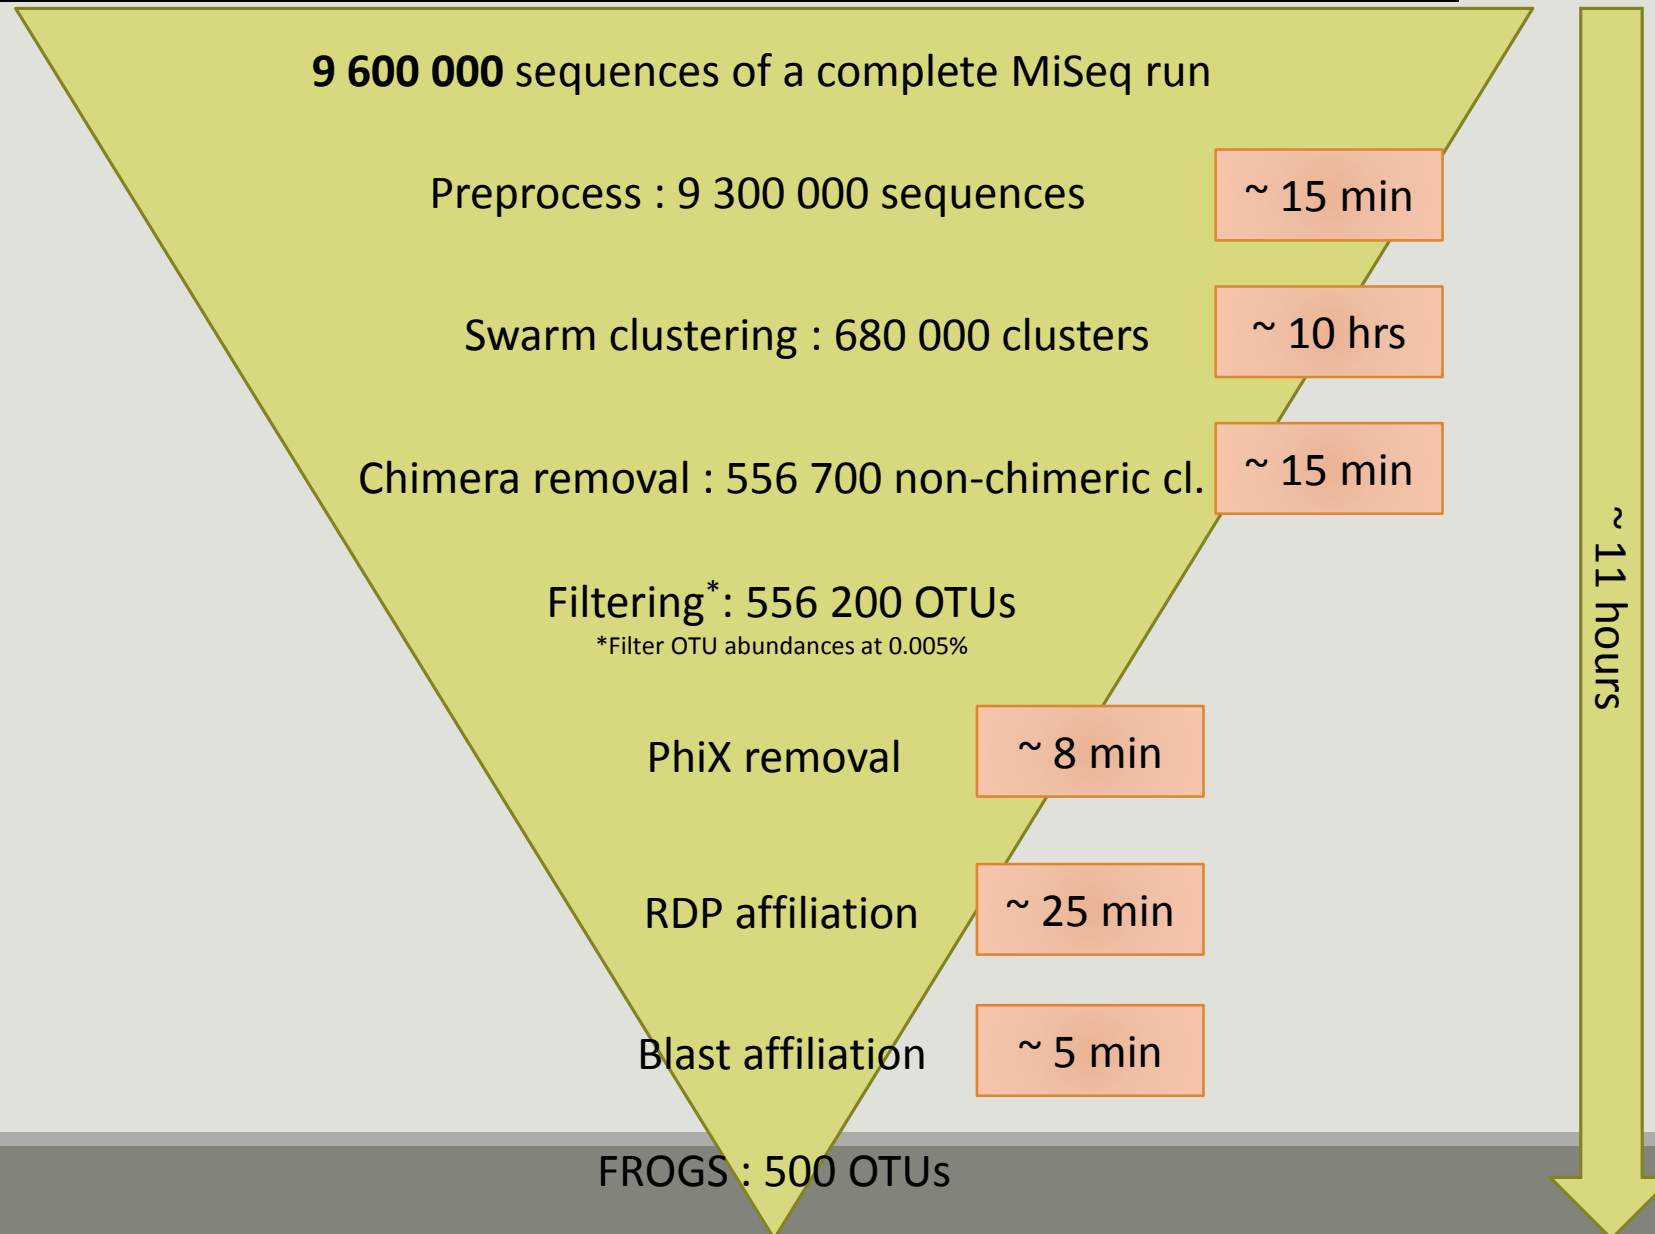 9 600 000 sequences of a complete MiSeq run
Preprocess : 9 300 000 sequences
~ 15 min
Swarm clustering : 680 000 clusters
~ 10 hrs
Chimera removal : 556 700 non-chimeric cl.
~ 15 min
Filtering*: 556 200 OTUs
*Filter OTU abundances at 0.005%
PhiX removal
~ 8 min
RDP affiliation
~ 25 min
Blast affiliation
~ 5 min
FROGS : 500 OTUs
~ 11 hours